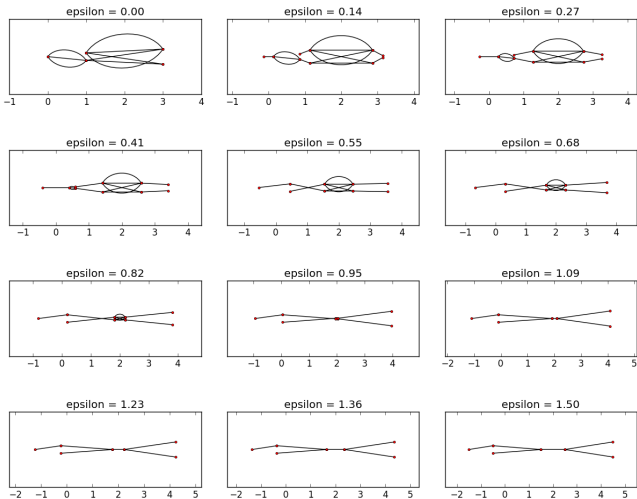 epsilon = 0.00 epsilon = 0.14 epsilon = 0.27
−1 0 1 2 3 4 −1 0 1 2 3 4 −1 0 1 2 3 4
epsilon = 0.41 epsilon = 0.55 epsilon = 0.68
−1 0 1 2 3 4 −1 0 1 2 3 4 −1 0 1 2 3 4
epsilon = 0.82 epsilon = 0.95 epsilon = 1.09
−1 0 1 2 3 4 −1 0 1 2 3 4 −2 −1 0 1 2 3 4 5
epsilon = 1.23 epsilon = 1.36 epsilon = 1.50
−2 −1 0 1 2 3 4 5 −2 −1 0 1 2 3 4 5 −2 −1 0 1 2 3 4 5